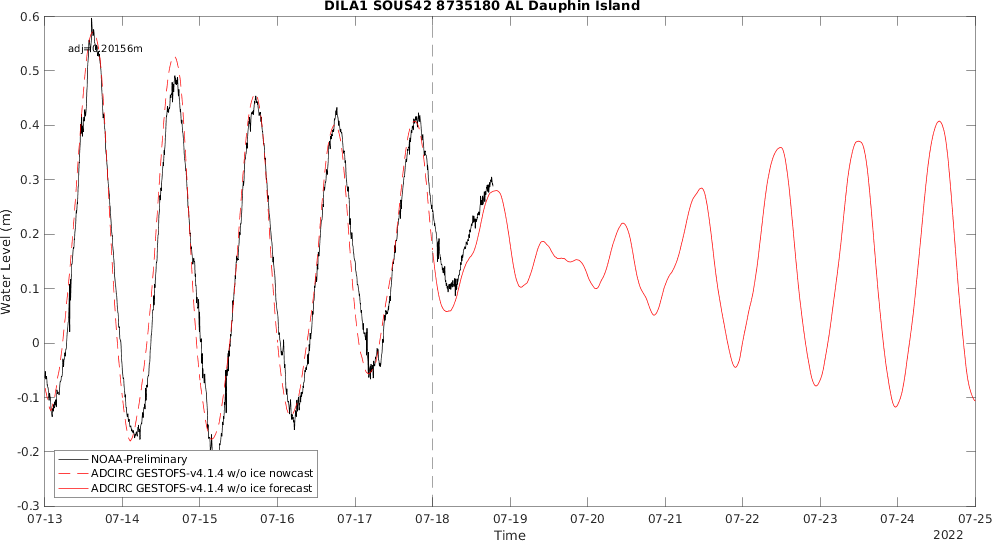 DILA1 SOUS42 8735180 AL Dauphin Island
adj=0.20156m
Water Level (m)
0.6
0.5
0.4
0.3
0.2
0.1
0
-0.1
-0.2
-0.3
NOAA-Preliminary
ADCIRC GESTOFS-v4.1.4 w/o ice nowcast
ADCIRC GESTOFS-v4.1.4 w/o ice forecast
07-13 07-14 07-15 07-16 07-17 07-18 07-19 07-20 07-21 07-22 07-23 07-24 07-25
Time
2022